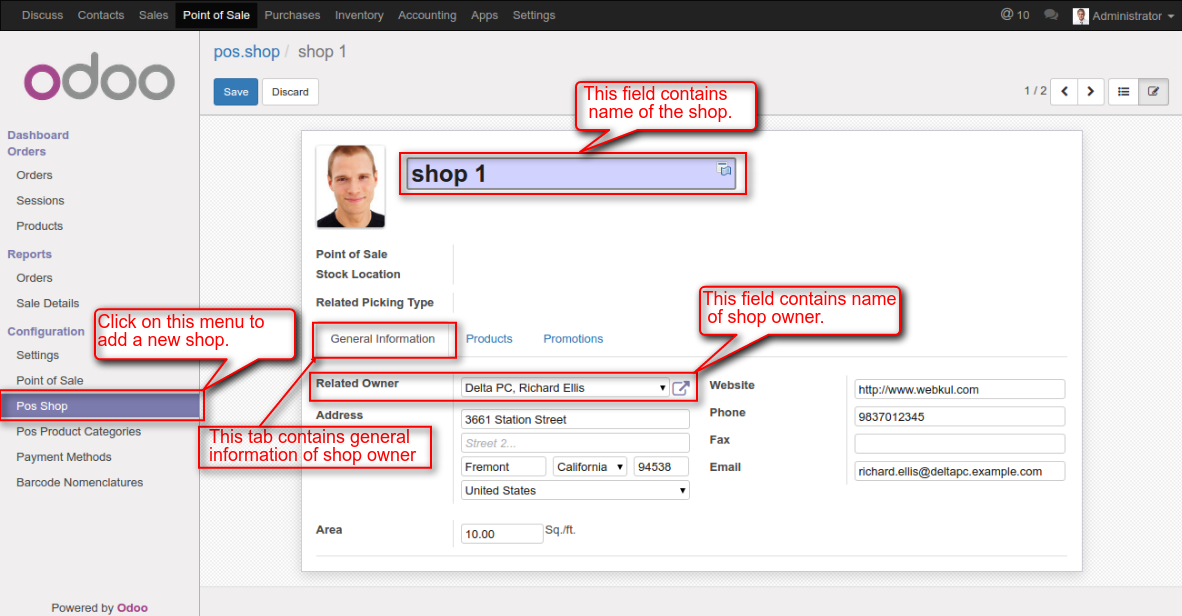 Discuss Contacts Sales Point of Sale Purchases Inventory Accounting Apps Settings @ 10 Administrator
odoo
pos.shop / shop 1
Save Discard
1 / 2
This field contains
name of the shop.
Dashboard
Orders
Orders
Sessions
Products
Reports
Orders
Sale Details
Configuration
Settings
Point of Sale
Pos Shop
Pos Product Categories
Payment Methods
Barcode Nomenclatures
Powered by Odoo
Click on this menu to
add a new shop.
shop 1
Point of Sale
Stock Location
Related Picking Type
This field contains name
of shop owner.
General Information Products Promotions
Related Owner Delta PC, Richard Ellis
Address 3661 Station Street
Street 2...
Fremont California 94538
United States
This tab contains general
information of shop owner
Area 10.00 Sq./ft.
Website http://www.webkul.com
Phone 9837012345
Fax
Email richard.ellis@deltapc.example.com